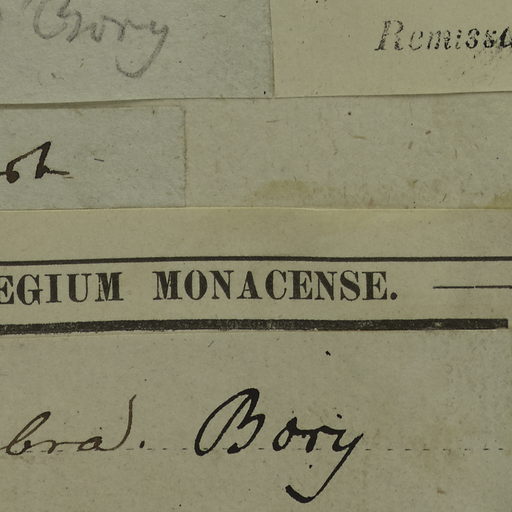 Bory
Remissa
EGIUM MONACENSE.
bra). Bory